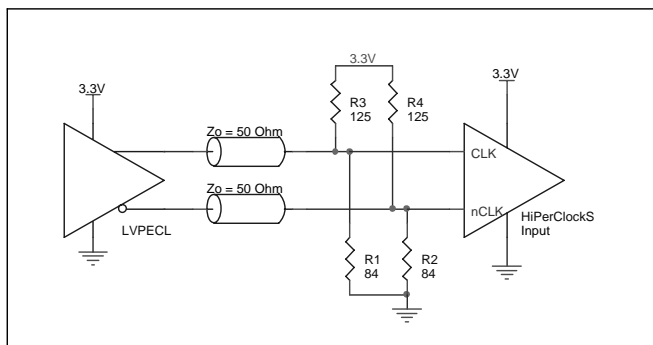 3.3V
3.3V
3.3V
R3
125
R4
125
Zo = 50 Ohm
CLK
Zo = 50 Ohm
nCLK
HiPerClockS
Input
LVPECL
R1
84
R2
84